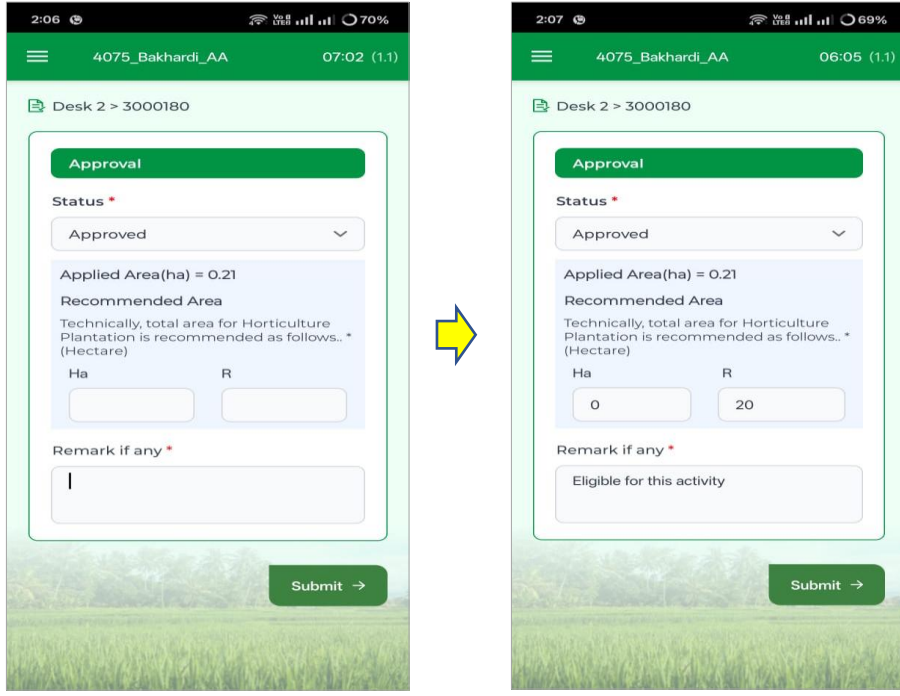 2:06 Vo LTE 70%
4075_Bakhardi_AA 07:02 (1.1)
Desk 2 > 3000180
Approval
Status *
Approved
Applied Area(ha) = 0.21
Recommended Area
Technically, total area for Horticulture
Plantation is recommended as follows.. *
(Hectare)
Ha R
Remark if any *
Submit →
2:07 Vo LTE 69%
4075_Bakhardi_AA 06:05 (1.1)
Desk 2 > 3000180
Approval
Status *
Approved
Applied Area(ha) = 0.21
Recommended Area
Technically, total area for Horticulture
Plantation is recommended as follows.. *
(Hectare)
Ha R
0 20
Remark if any *
Eligible for this activity
Submit →